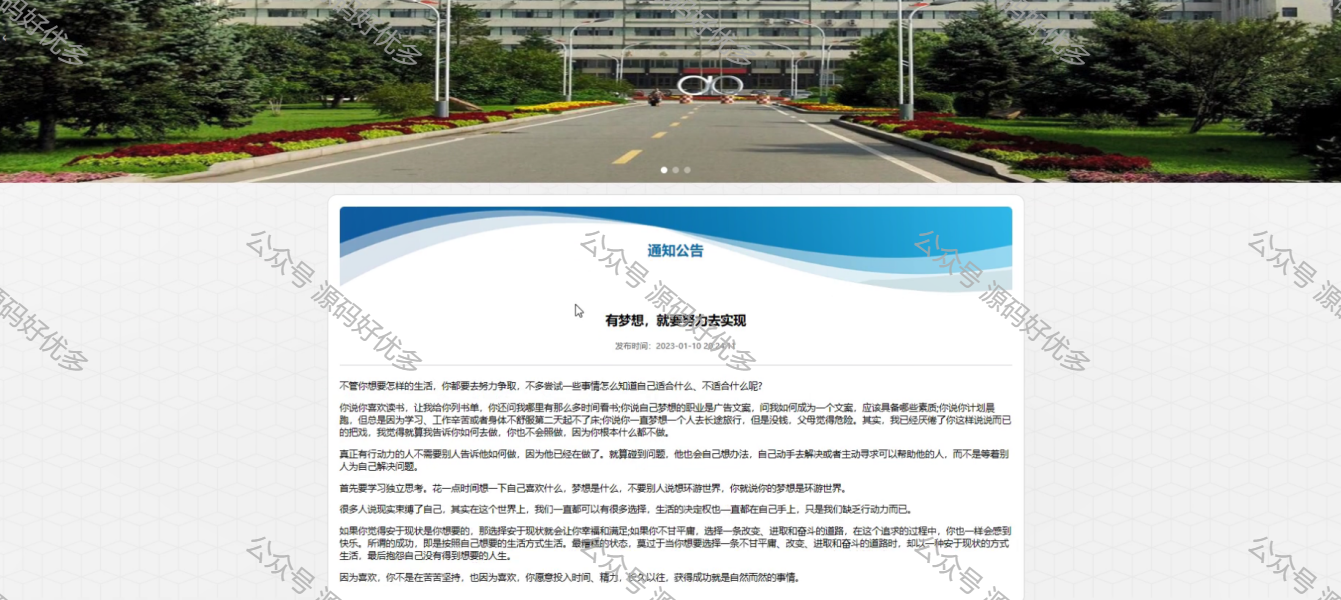 通知公告
有梦想，就要努力去实现
发布时间：2023-01-10 20:24:11
不管你想要怎样的生活，你都要去努力争取，不多尝试一些事情怎么知道自己适合什么、不适合什么呢?
你说你喜欢读书，让我给你列书单，你还问我哪里有那么多时间看书;你说自己梦想的职业是广告文案，问我如何成为一个文案，应该具备哪些素质;你说你计划晨
跑，但总是因为学习、工作辛苦或者身体不舒服第二天起不了床;你说你一直梦想一个人去长途旅行，但是没钱，父母觉得危险。其实，我已经厌倦了你这样说说而已
的把戏，我觉得就算我告诉你如何去做，你也不会照做，因为你根本什么都不做。
真正有行动力的人不需要别人告诉他如何做，因为他已经在做了。就算碰到问题，他也会自己想办法，自己动手去解决或者主动寻求可以帮助他的人，而不是等着别
人为自己解决问题。
首先要学习独立思考。花一点时间想一下自己喜欢什么，梦想是什么，不要别人说想环游世界，你就说你的梦想是环游世界。
很多人说现实束缚了自己，其实在这个世界上，我们一直都可以有很多选择，生活的决定权也—直都在自己手上，只是我们缺乏行动力而已。
如果你觉得安于现状是你想要的，那选择安于现状就会让你幸福和满足;如果你不甘平庸，选择一条改变、进取和奋斗的道路，在这个追求的过程中，你也一样会感到
快乐。所谓的成功，即是按照自己想要的生活方式生活。最糟糕的状态，莫过于当你想要选择一条不甘平庸、改变、进取和奋斗的道路时，却以一种安于现状的方式
生活，最后抱怨自己没有得到想要的人生。
因为喜欢，你不是在苦苦坚持，也因为喜欢，你愿意投入时间、精力，长久以往，获得成功就是自然而然的事情。
公众号 源码好优多
公众号 源码好优多
公众号 源码好优多